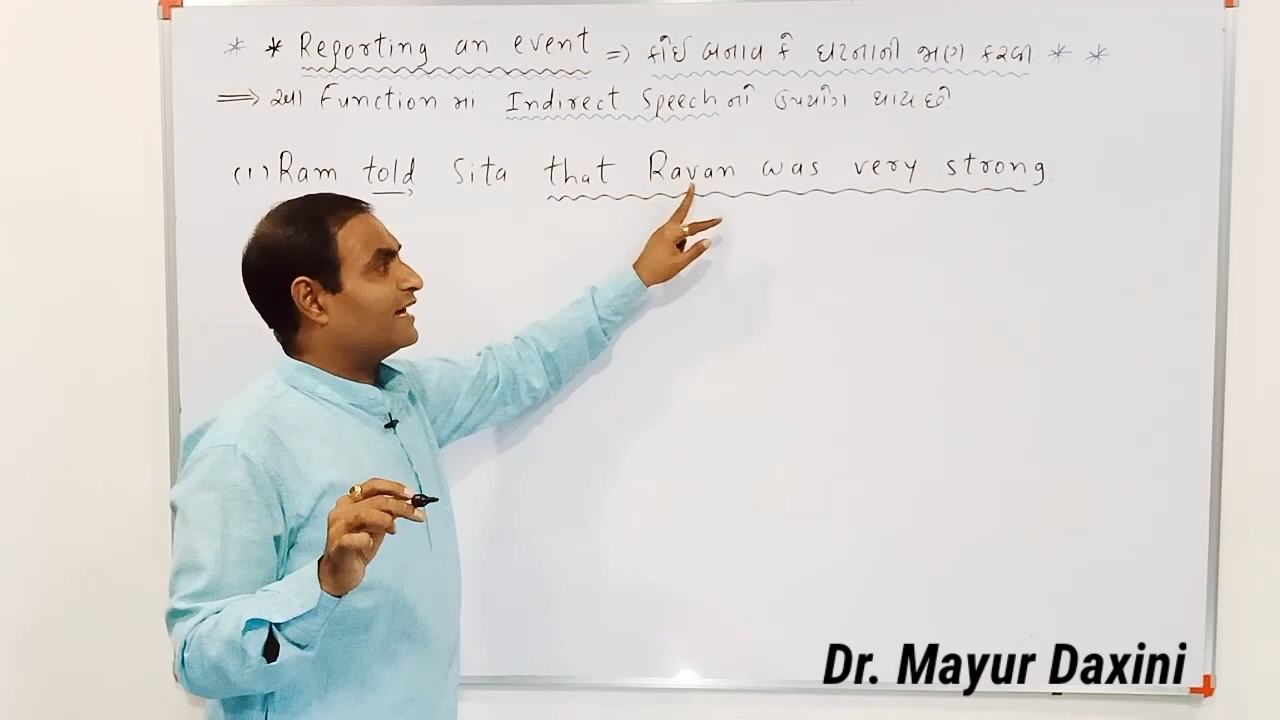 * * Reporting an event ⇒ કોઈ બનાવ કે ઘટનાની જાણ કરવી * *
⇒ આ Function માં Indirect Speech નો ઉપયોગ થાય છે
(1) Ram told Sita that Ravan was very strong
Dr. Mayur Daxini